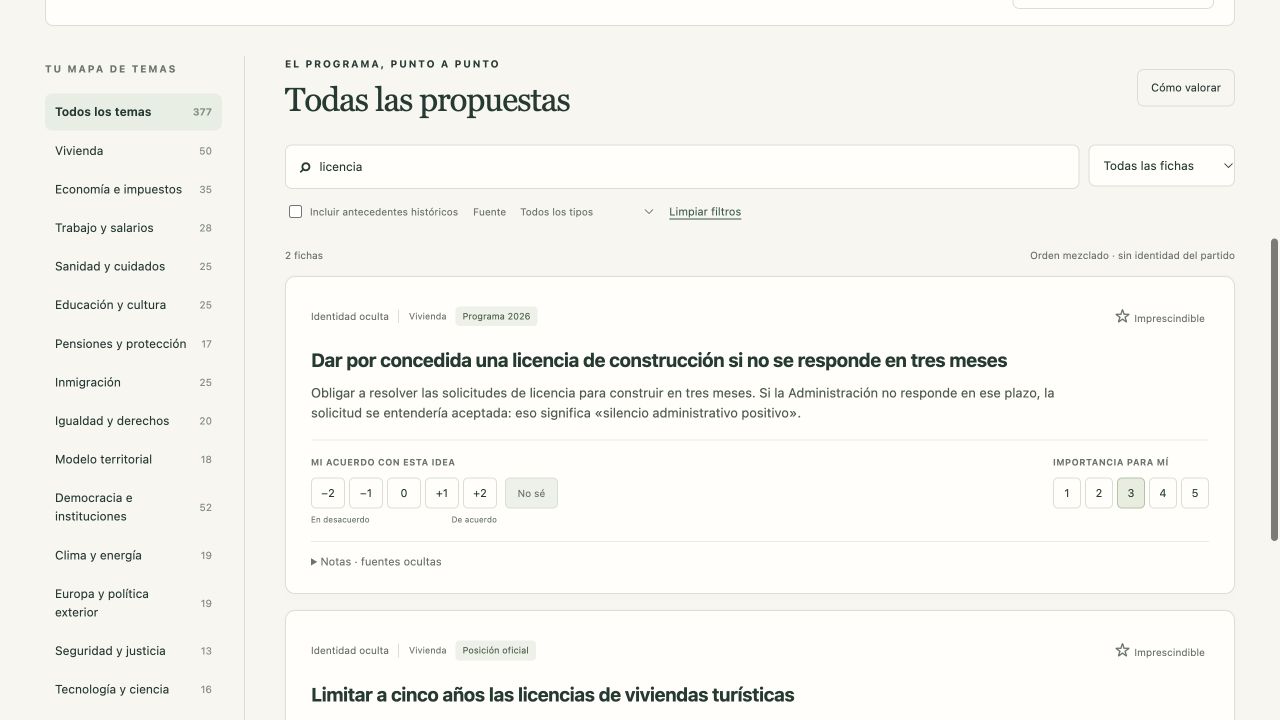 TU MAPA DE TEMAS
Todos los temas 377
Vivienda 50
Economía e impuestos 35
Trabajo y salarios 28
Sanidad y cuidados 25
Educación y cultura 25
Pensiones y protección 17
Inmigración 25
Igualdad y derechos 20
Modelo territorial 18
Democracia e
instituciones 52
Clima y energía 19
Europa y política
exterior 19
Seguridad y justicia 13
Tecnología y ciencia 16
EL PROGRAMA, PUNTO A PUNTO
Todas las propuestas
Cómo valorar
licencia
Todas las fichas
Incluir antecedentes históricos Fuente Todos los tipos Limpiar filtros
2 fichas Orden mezclado · sin identidad del partido
Identidad oculta Vivienda Programa 2026 Imprescindible
Dar por concedida una licencia de construcción si no se responde en tres meses
Obligar a resolver las solicitudes de licencia para construir en tres meses. Si la Administración no responde en ese plazo, la
solicitud se entendería aceptada: eso significa «silencio administrativo positivo».
MI ACUERDO CON ESTA IDEA IMPORTANCIA PARA MÍ
−2 −1 0 +1 +2 No sé 1 2 3 4 5
En desacuerdo De acuerdo
Notas · fuentes ocultas
Identidad oculta Vivienda Posición oficial Imprescindible
Limitar a cinco años las licencias de viviendas turísticas